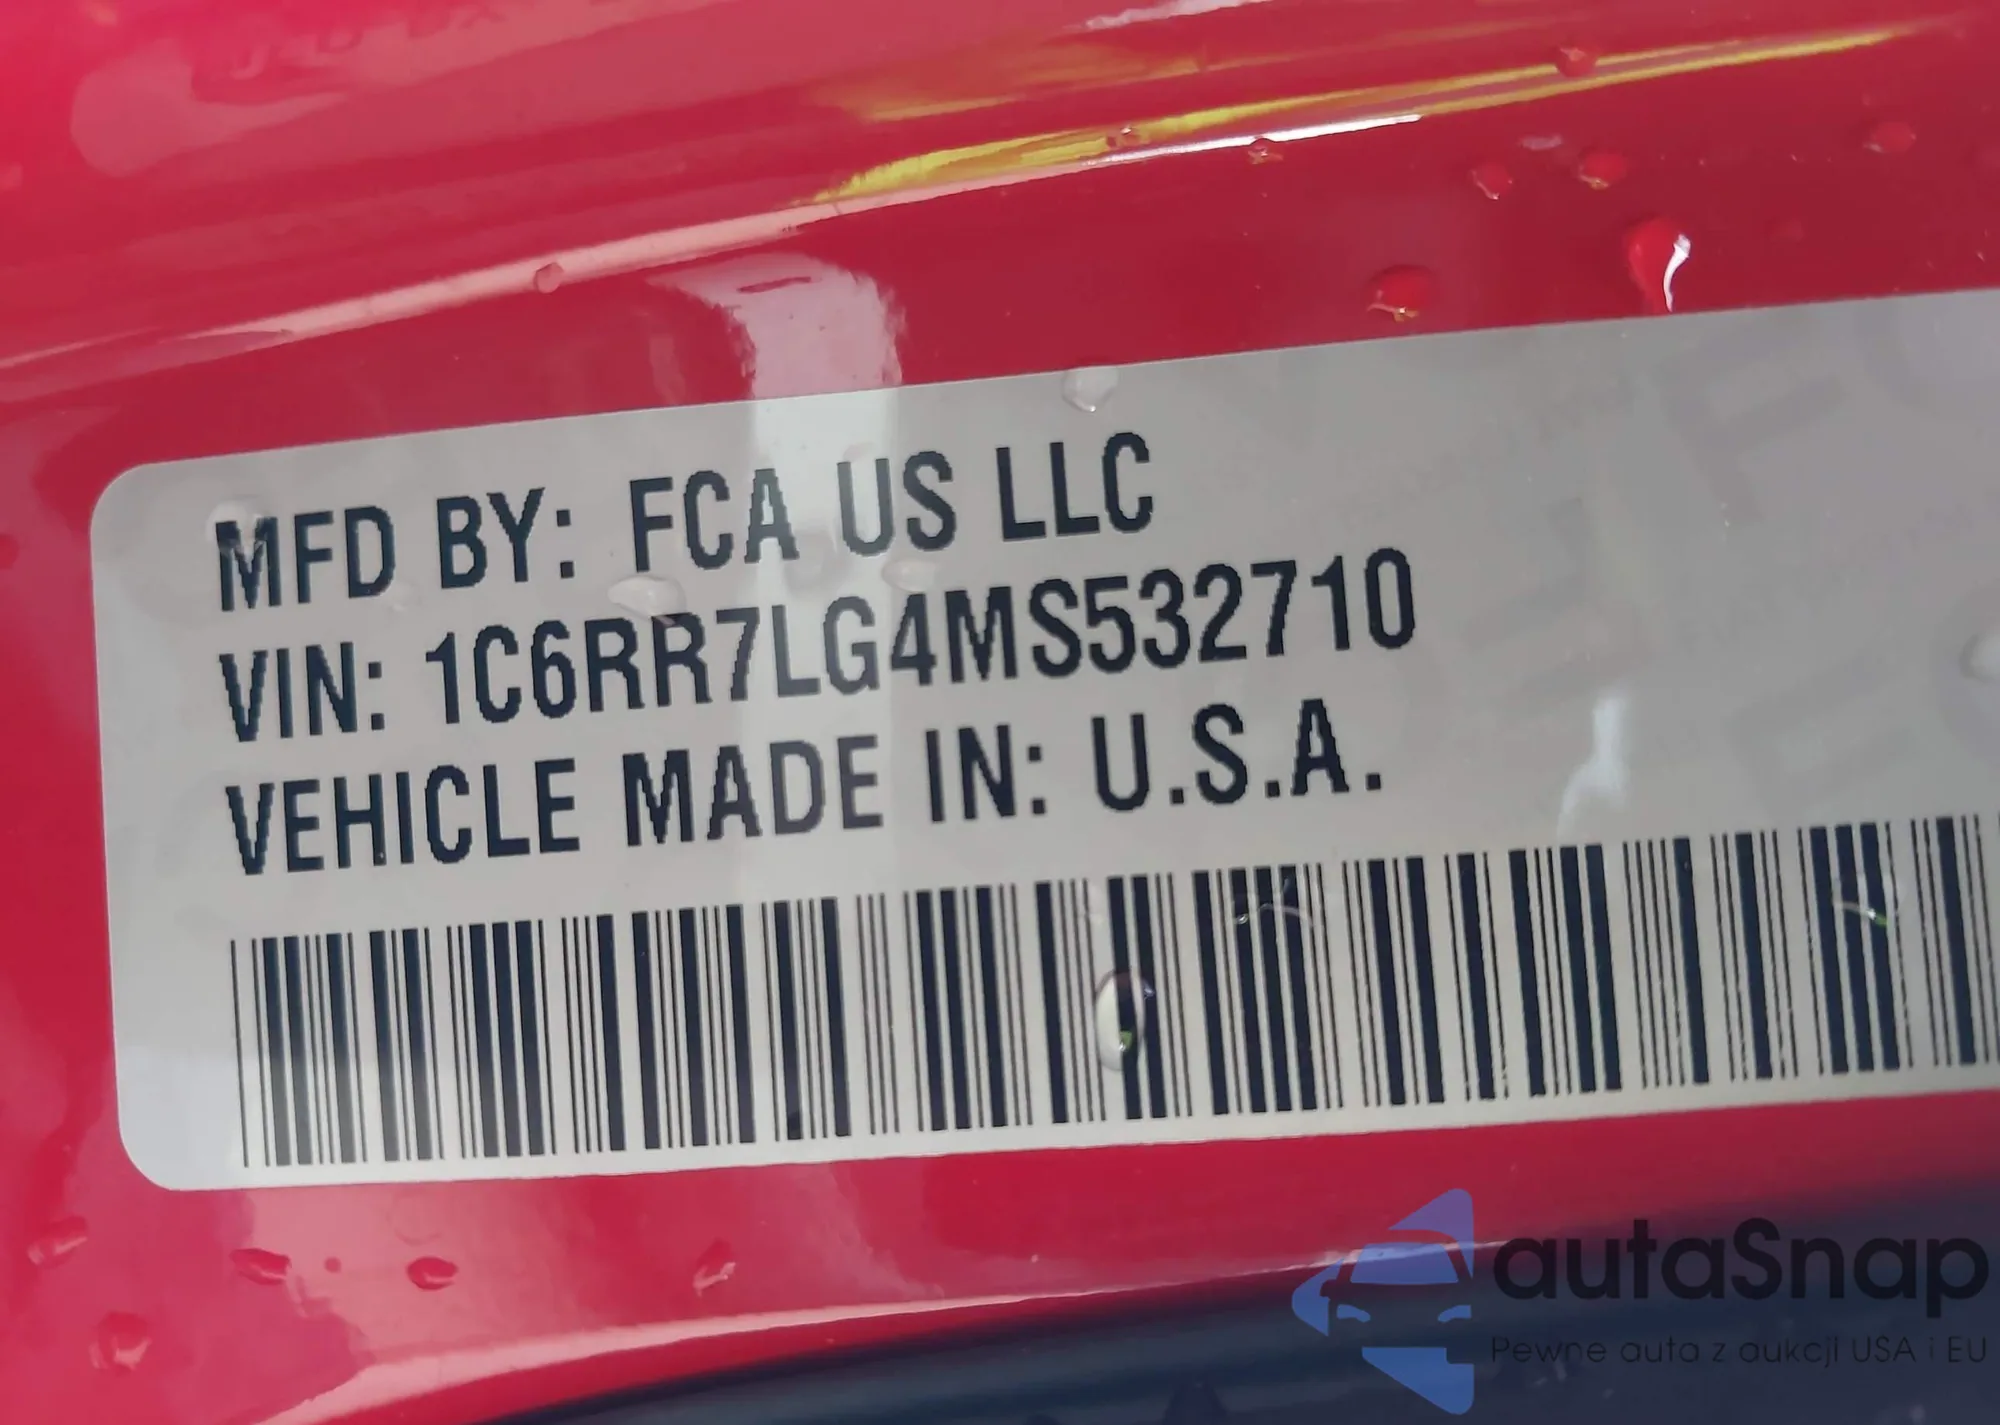 MFD BY: FCA US LLC
VIN: 1C6RR7LG4MS532710
VEHICLE MADE IN: U.S.A.
autaSnap
Pewne auta z aukcji USA i EU